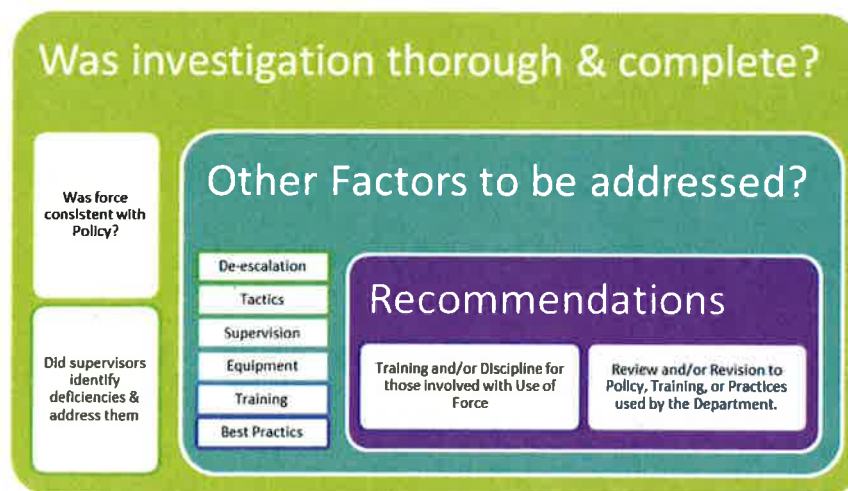 Was investigation thorough & complete?
Was force
consistent with
Policy?
Did supervisors
identify
deficiencies &
address them
Other Factors to be addressed?
De-escalation
Tactics
Supervision
Equipment
Training
Best Practics
Recommendations
Training and/or Discipline for
those involved with Use of
Force
Review and/or Revision to
Policy, Training, or Practices
used by the Department.